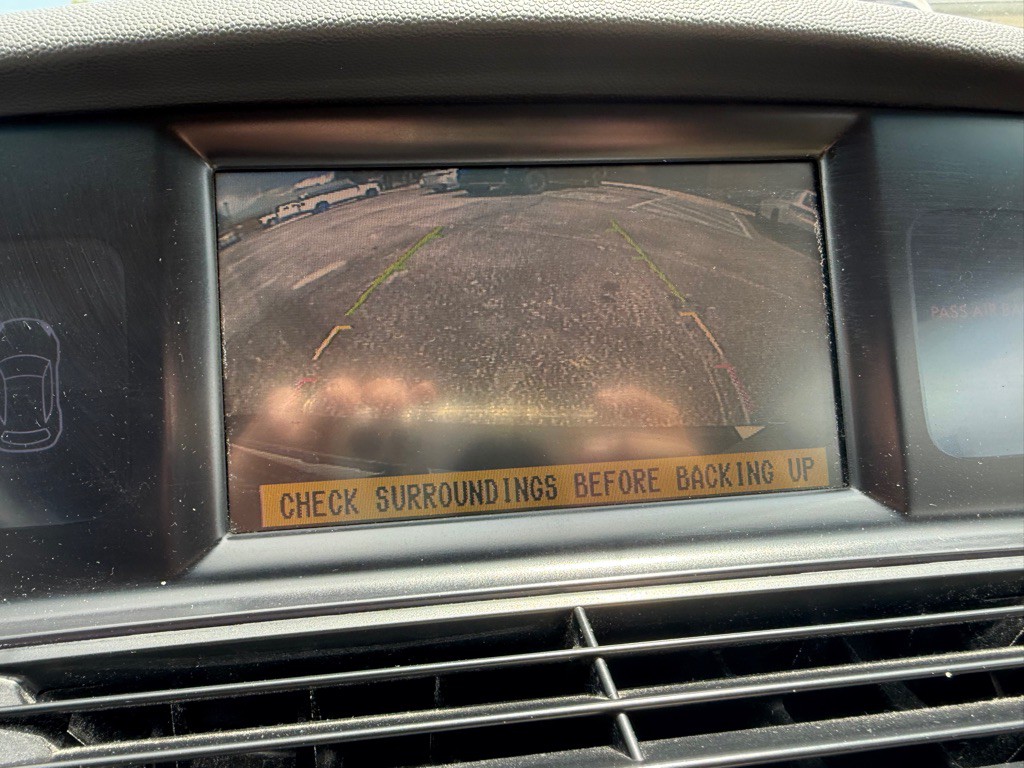 PASS AIR BA
CHECK SURROUNDINGS BEFORE BACKING UP